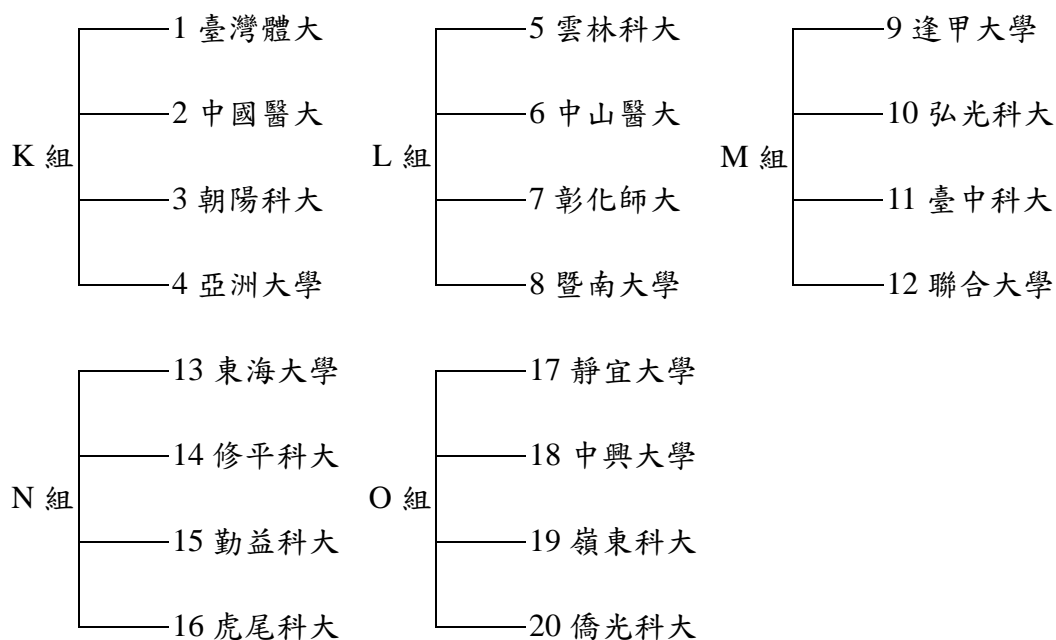 1 臺灣體大
2 中國醫大
K 組
3 朝陽科大
4 亞洲大學
5 雲林科大
6 中山醫大
L 組
7 彰化師大
8 暨南大學
9 逢甲大學
10 弘光科大
M 組
11 臺中科大
12 聯合大學
13 東海大學
14 修平科大
N 組
15 勤益科大
16 虎尾科大
17 靜宜大學
18 中興大學
O 組
19 嶺東科大
20 僑光科大